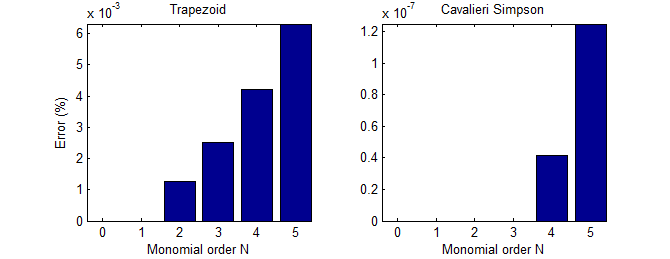 x 10-3
Trapezoid
6
5
4
3
2
1
0
Error (%)
0 1 2 3 4 5
Monomial order N
x 10-7
Cavalieri Simpson
1.2
1
0.8
0.6
0.4
0.2
0
0 1 2 3 4 5
Monomial order N